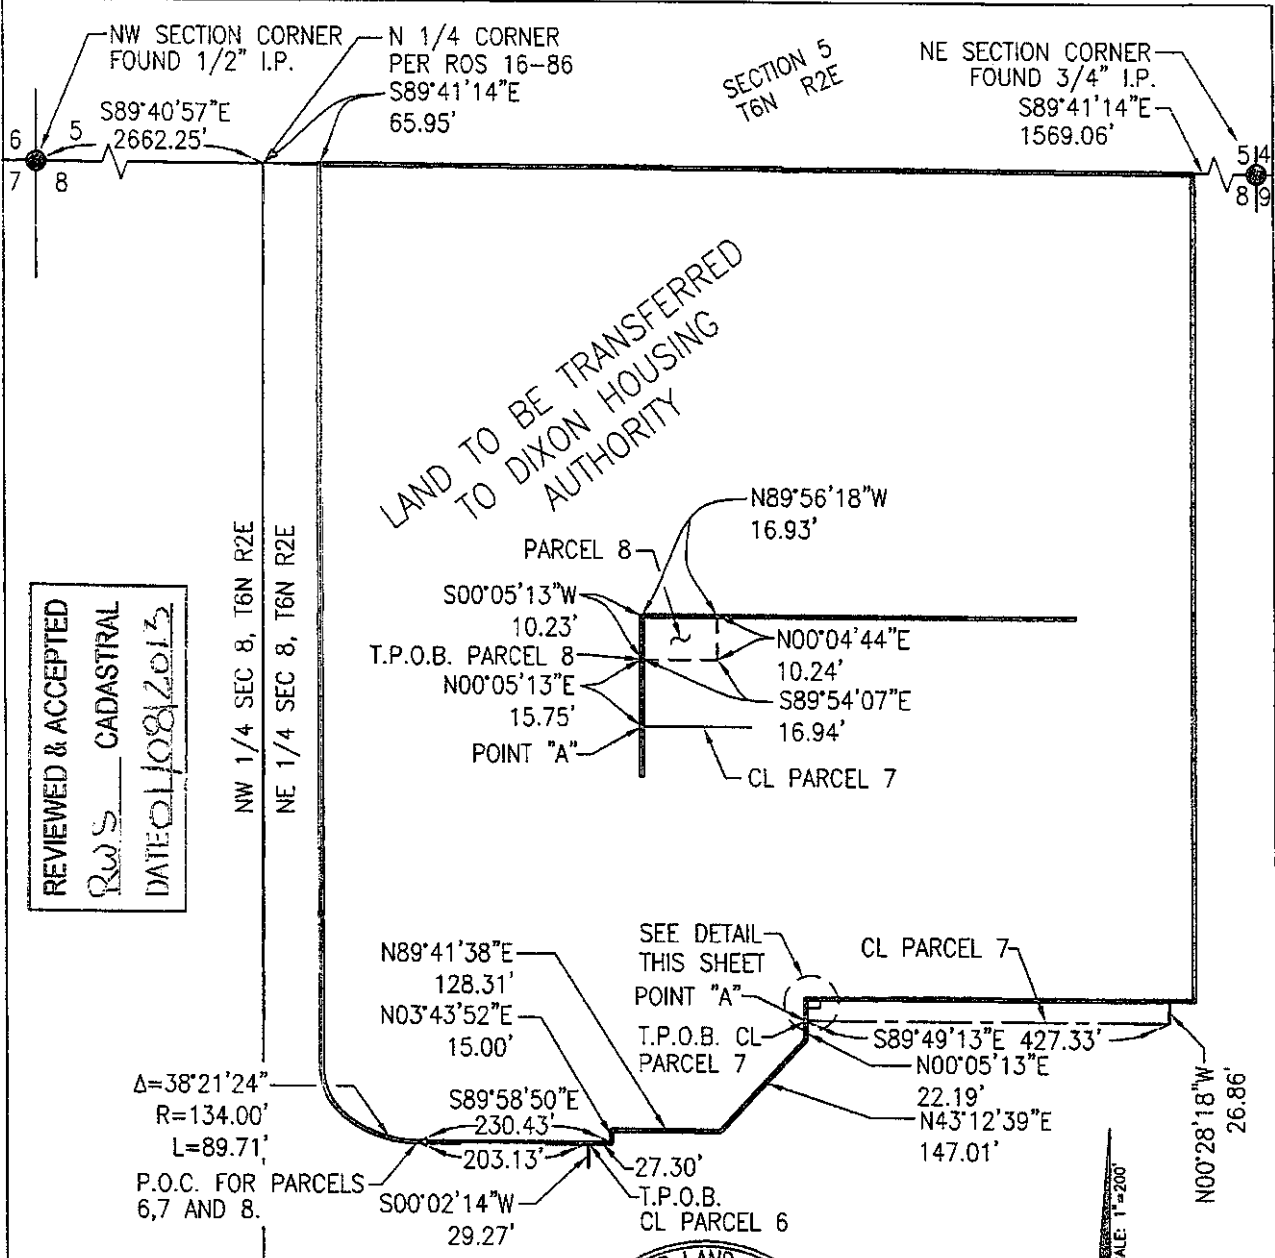 NW SECTION CORNER
FOUND 1/2" I.P.
N 1/4 CORNER
PER ROS 16-86
S89°41'14"E
65.95'
SECTION 5
T6N R2E
NE SECTION CORNER
FOUND 3/4" I.P.
S89°41'14"E
1569.06'
S89°40'57"E
2662.25'
6 5
7 8
5 4
8 9
LAND TO BE TRANSFERRED
TO DIXON HOUSING
AUTHORITY
N89°56'18"W
16.93'
PARCEL 8
S00°05'13"W
10.23'
T.P.O.B. PARCEL 8
N00°05'13"E
15.75'
POINT "A"
N00°04'44"E
10.24'
S89°54'07"E
16.94'
CL PARCEL 7
NW 1/4 SEC 8, T6N R2E
NE 1/4 SEC 8, T6N R2E
REVIEWED & ACCEPTED
RWS CADASTRAL
DATE 01/08/2013
N89°41'38"E
128.31'
N03°43'52"E
15.00'
SEE DETAIL
THIS SHEET
POINT "A"
T.P.O.B. CL
PARCEL 7
CL PARCEL 7
S89°49'13"E 427.33'
N00°05'13"E
22.19'
N43°12'39"E
147.01'
N00°28'18"W
26.86'
Δ=38°21'24"
R=134.00'
L=89.71'
P.O.C. FOR PARCELS
6,7 AND 8.
S89°58'50"E
230.43'
203.13'
27.30'
S00°02'14"W
29.27'
T.P.O.B.
CL PARCEL 6
LAND
1"=200'